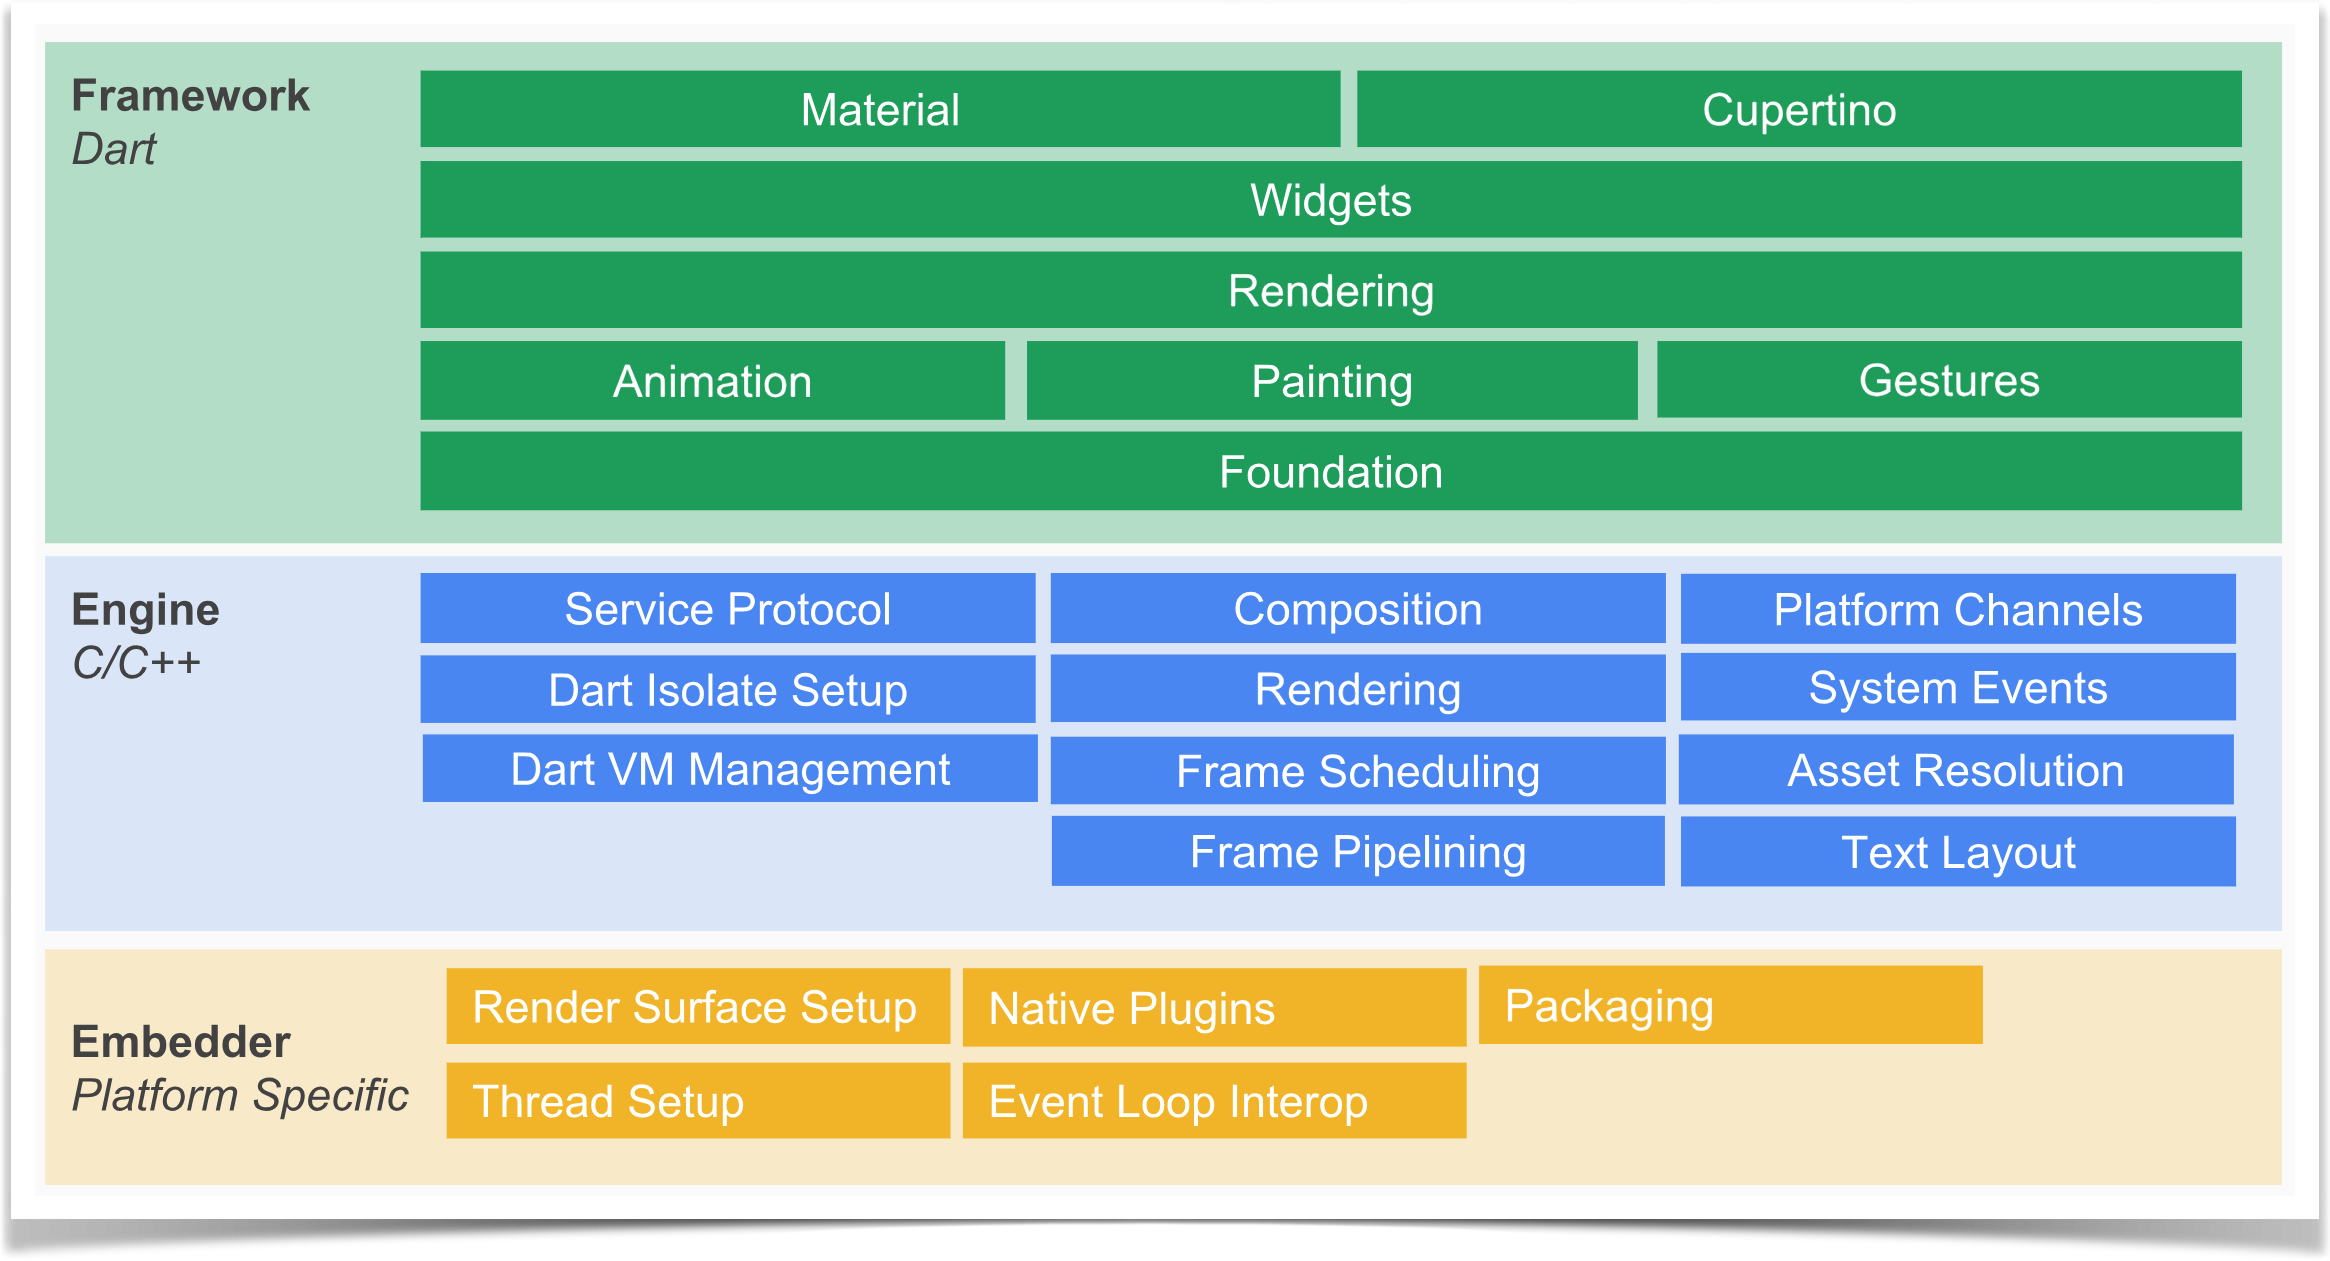 Framework
Dart
Material
Cupertino
Widgets
Rendering
Animation
Painting
Gestures
Foundation
Engine
C/C++
Service Protocol
Composition
Platform Channels
Dart Isolate Setup
Rendering
System Events
Dart VM Management
Frame Scheduling
Asset Resolution
Frame Pipelining
Text Layout
Embedder
Platform Specific
Render Surface Setup
Native Plugins
Packaging
Thread Setup
Event Loop Interop